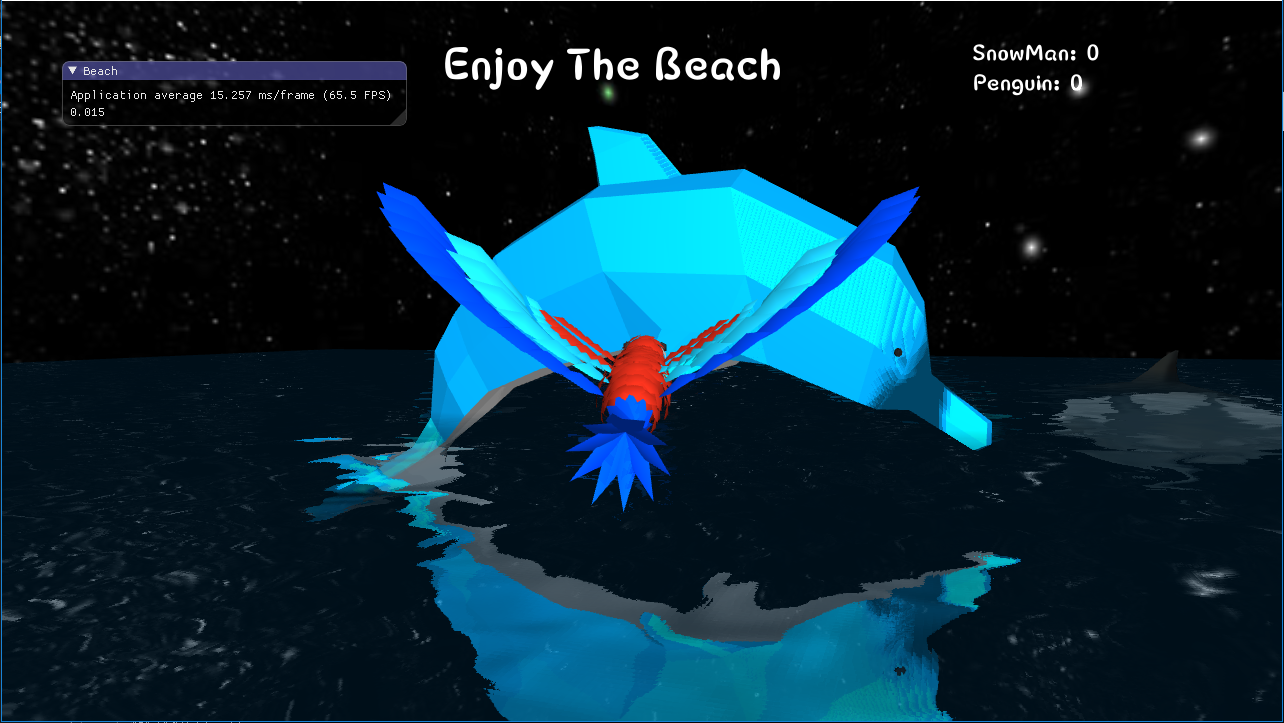 Enjoy The Beach
SnowMan: 0
Penguin: 0
Beach
Application average 15.257 ms/frame (65.5 FPS)
0.015